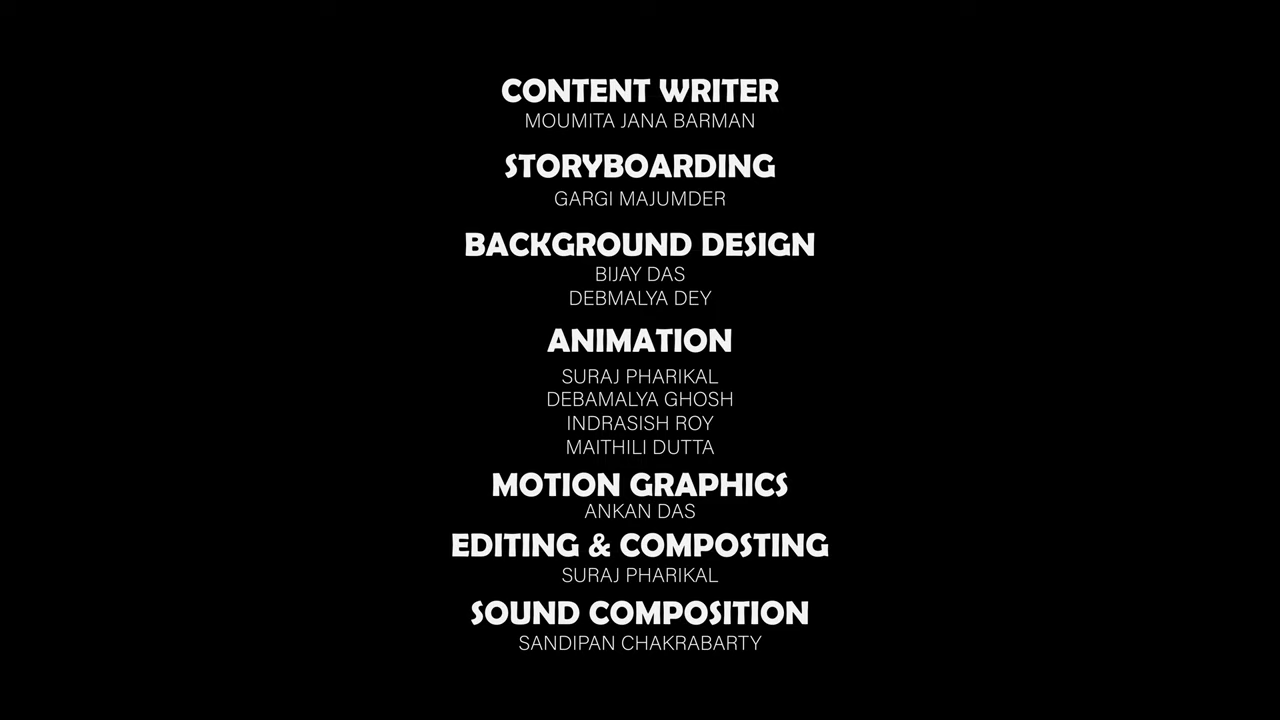 CONTENT WRITER
MOUMITA JANA BARMAN
STORYBOARDING
GARGI MAJUMDER
BACKGROUND DESIGN
BIJAY DAS
DEBMALYA DEY
ANIMATION
SURAJ PHARIKAL
DEBAMALYA GHOSH
INDRASISH ROY
MAITHILI DUTTA
MOTION GRAPHICS
ANKAN DAS
EDITING & COMPOSTING
SURAJ PHARIKAL
SOUND COMPOSITION
SANDIPAN CHAKRABARTY